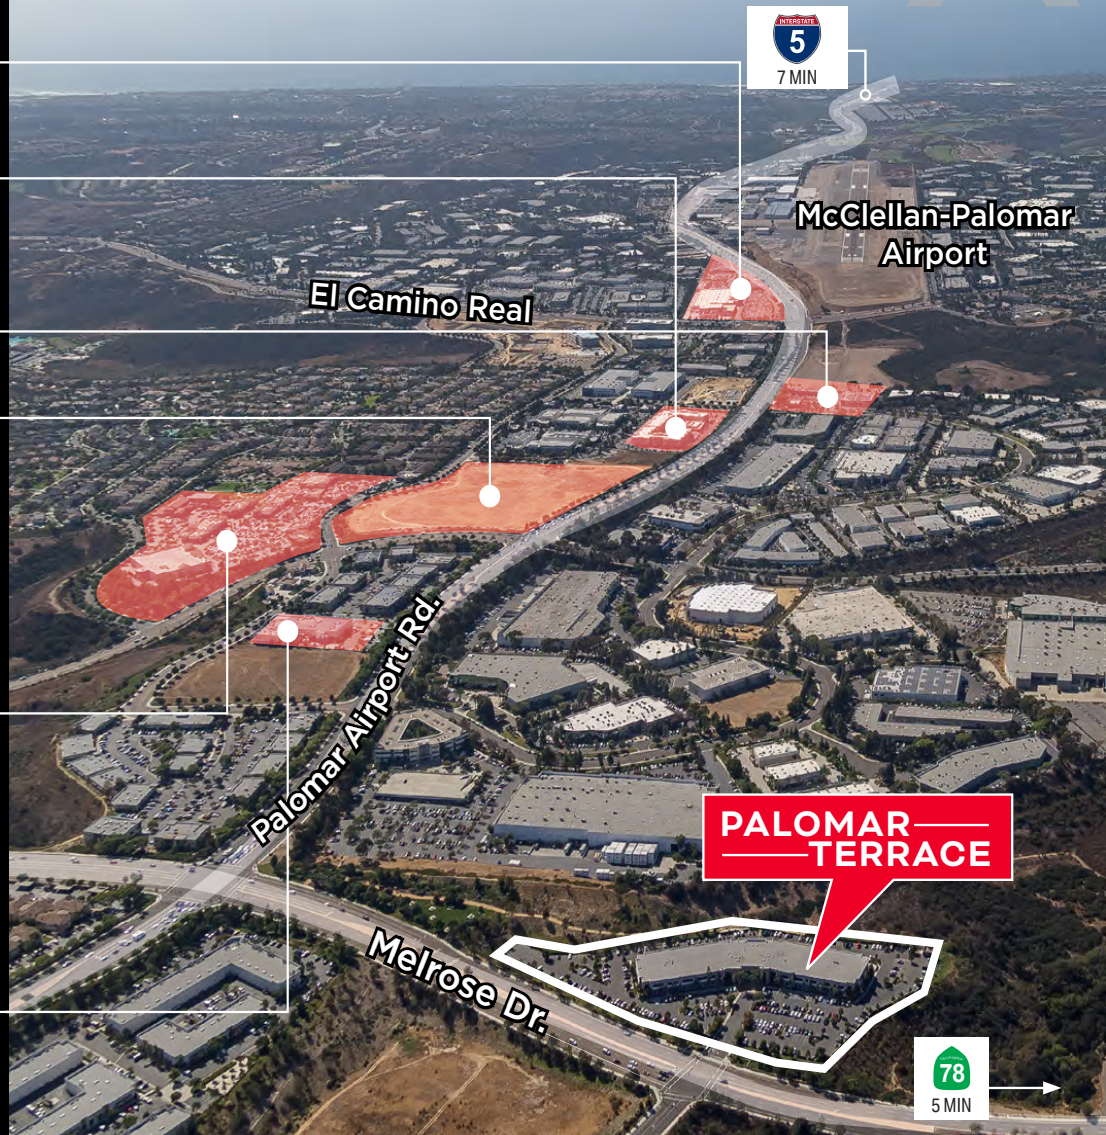 INTERSTATE
5
7 MIN
McClellan-Palomar
Airport
El Camino Real
Palomar Airport Rd.
PALOMAR
TERRACE
Melrose Dr.
78
5 MIN